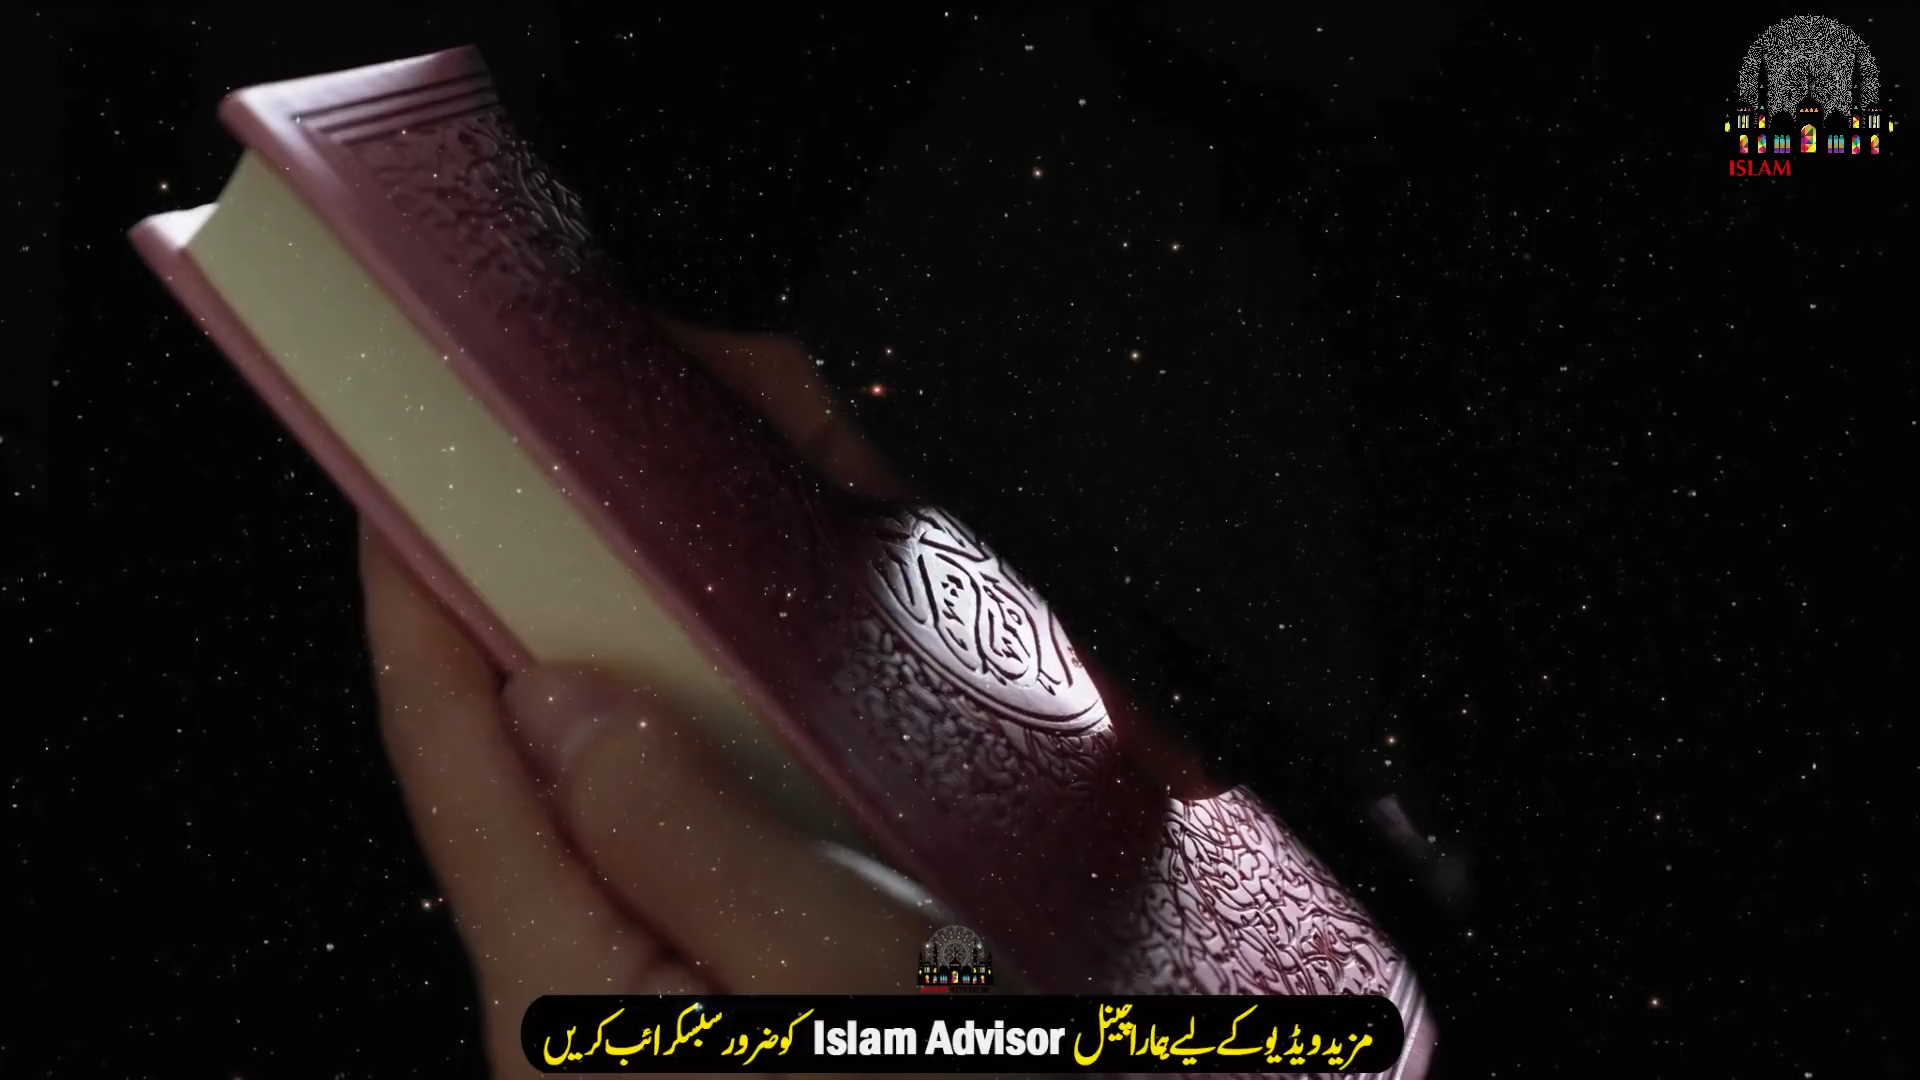 ISLAM
مزید ویڈیو کے لیے ہمارا چینل Islam Advisor کو ضرور سبسکرائب کریں